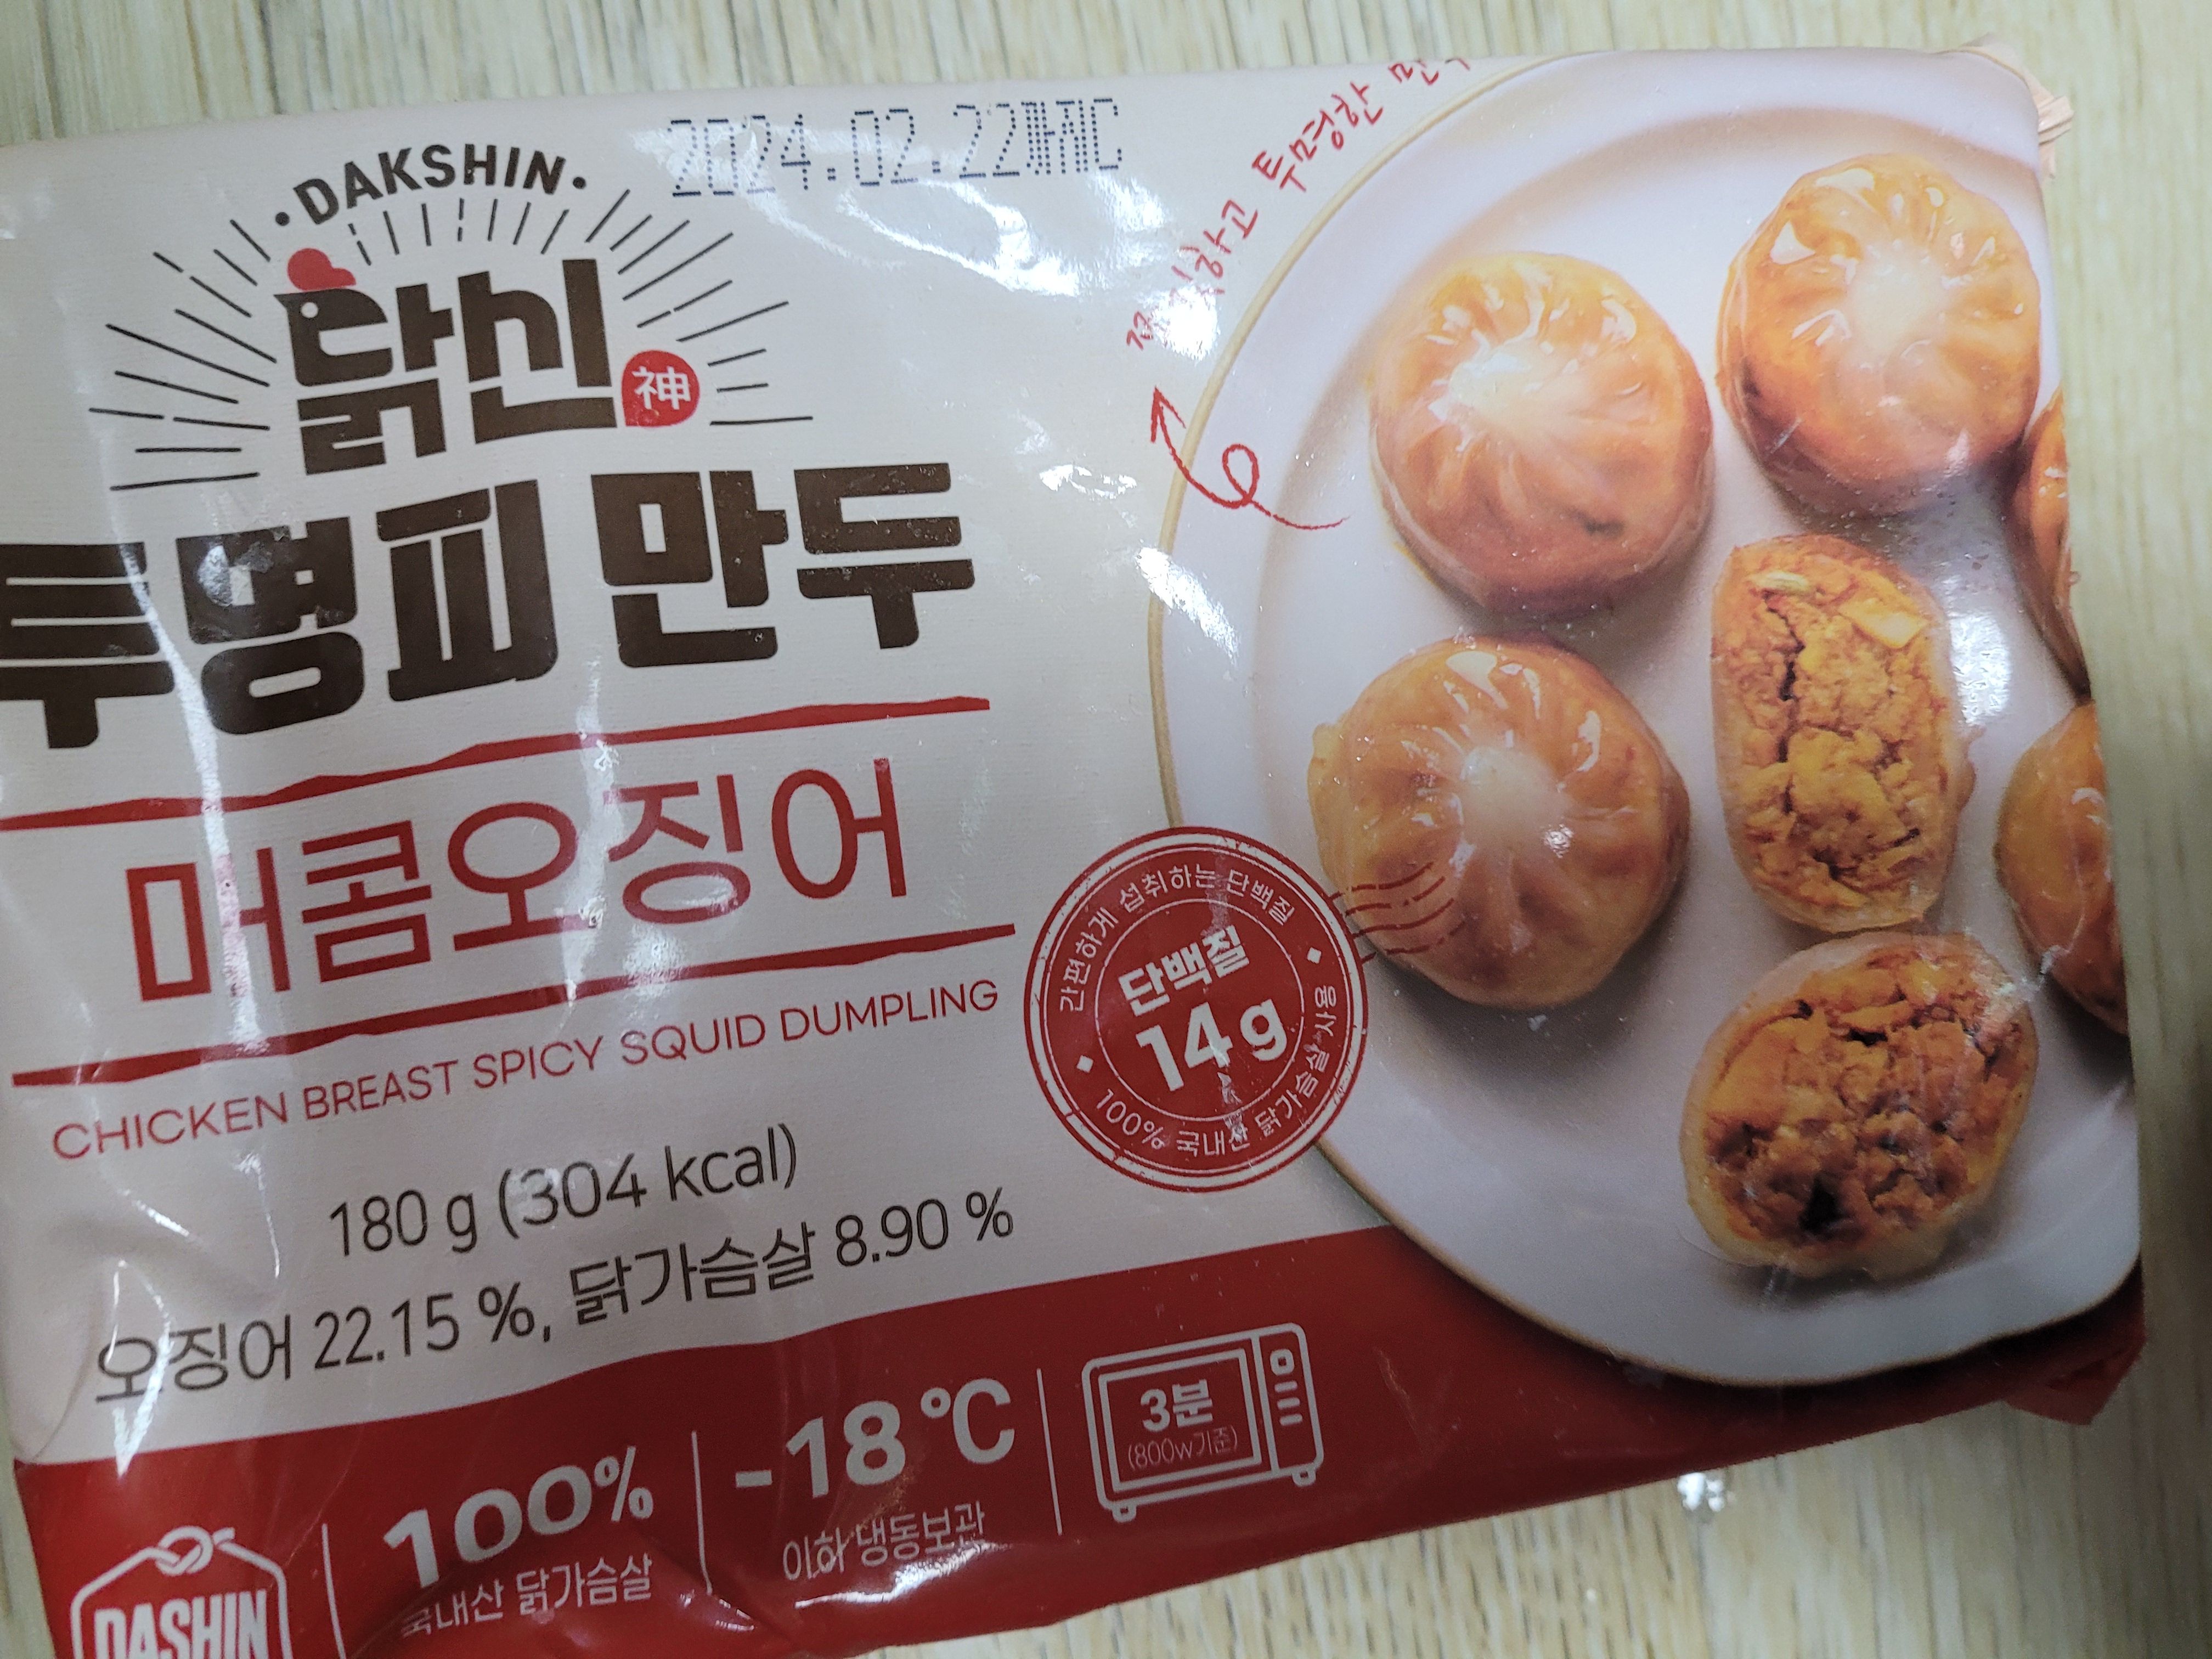 2024.02.22까지C
· DAKSHIN ·
닭신
神
투명피 만두
매콤오징어
CHICKEN BREAST SPICY SQUID DUMPLING
180 g (304 kcal)
오징어 22.15 %, 닭가슴살 8.90 %
투명한
간편하게 섭취하는 단백질
단백질
14 g
100% 국내산 닭가슴살 사용
DASHIN
100%
국내산 닭가슴살
-18 °C
이하 냉동보관
3분
(800w기준)